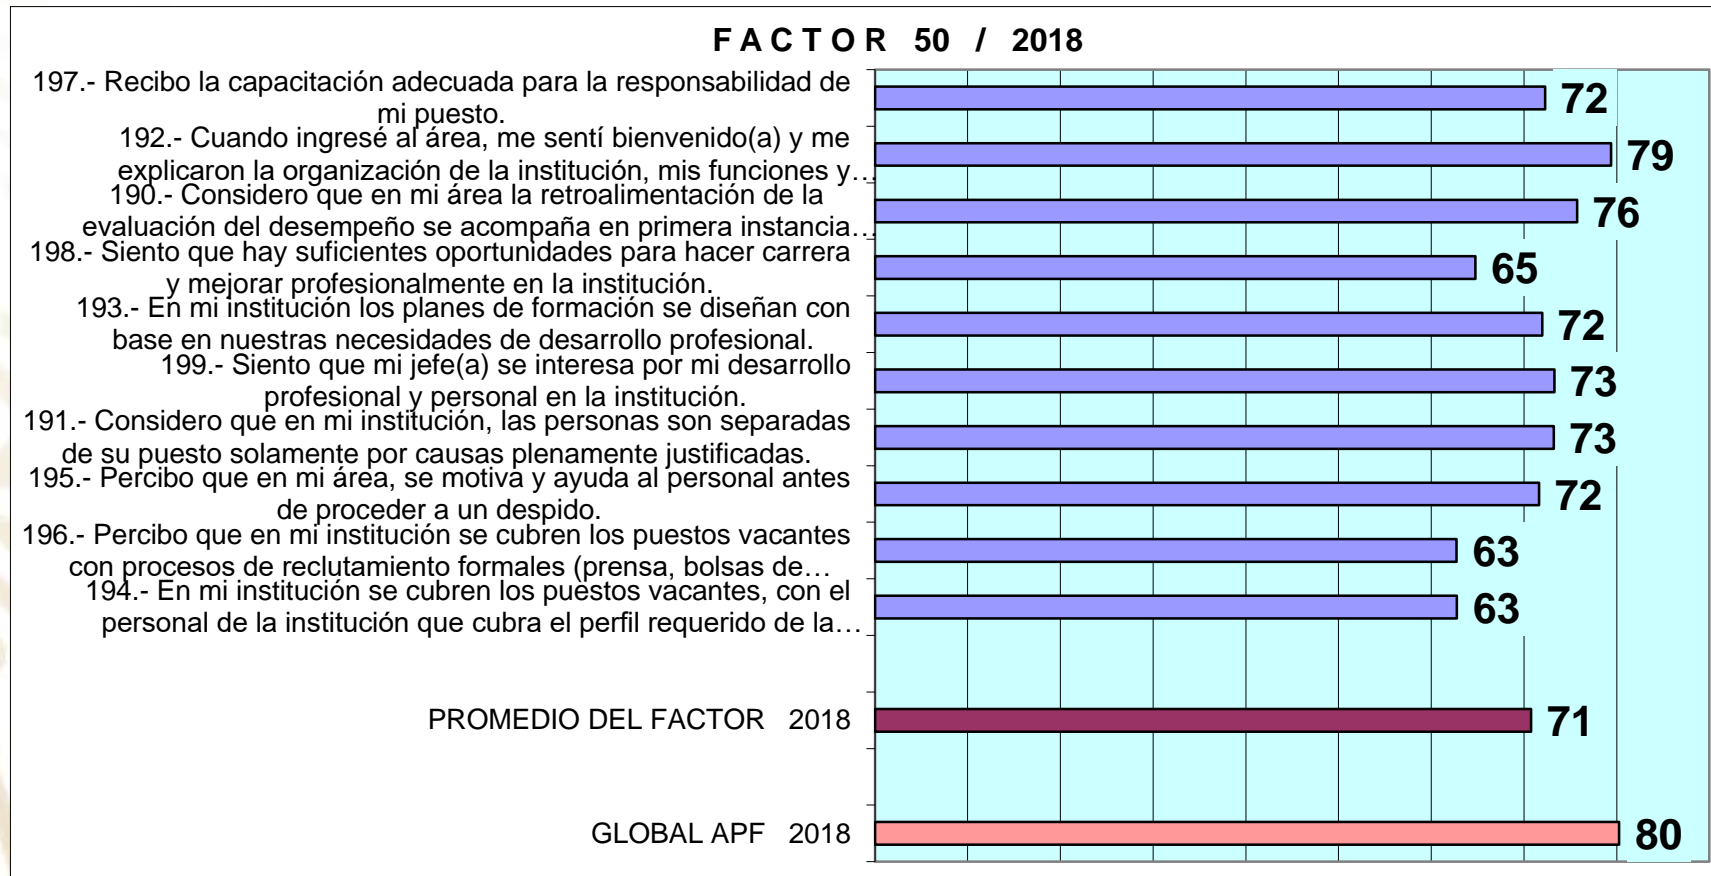 FACTOR 50 / 2018
197.- Recibo la capacitación adecuada para la responsabilidad de
mi puesto.
72
192.- Cuando ingresé al área, me sentí bienvenido(a) y me
explicaron la organización de la institución, mis funciones y…
79
190.- Considero que en mi área la retroalimentación de la
evaluación del desempeño se acompaña en primera instancia…
76
198.- Siento que hay suficientes oportunidades para hacer carrera
y mejorar profesionalmente en la institución.
65
193.- En mi institución los planes de formación se diseñan con
base en nuestras necesidades de desarrollo profesional.
72
199.- Siento que mi jefe(a) se interesa por mi desarrollo
profesional y personal en la institución.
73
191.- Considero que en mi institución, las personas son separadas
de su puesto solamente por causas plenamente justificadas.
73
195.- Percibo que en mi área, se motiva y ayuda al personal antes
de proceder a un despido.
72
196.- Percibo que en mi institución se cubren los puestos vacantes
con procesos de reclutamiento formales (prensa, bolsas de…
63
194.- En mi institución se cubren los puestos vacantes, con el
personal de la institución que cubra el perfil requerido de la…
63
PROMEDIO DEL FACTOR 2018
71
GLOBAL APF 2018
80